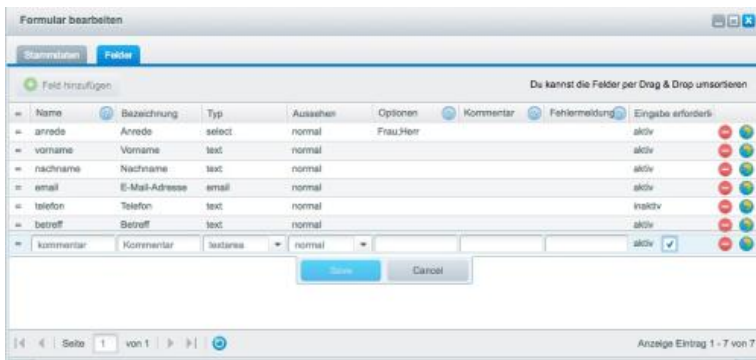 Formular bearbeiten
Stammdaten Felder
Feld hinzufügen Du kannst die Felder per Drag & Drop umsortieren
Name Bezeichnung Typ Aussehen Optionen Kommentar Fehlermeldung Eingabe erforderli
anrede Anrede select normal Frau;Herr aktiv
vorname Vorname text normal aktiv
nachname Nachname text normal aktiv
email E-Mail-Adresse email normal aktiv
telefon Telefon text normal inaktiv
betreff Betreff text normal aktiv
kommentar Kommentar textarea normal aktiv
Save Cancel
Seite 1 von 1 Anzeige Eintrag 1 - 7 von 7